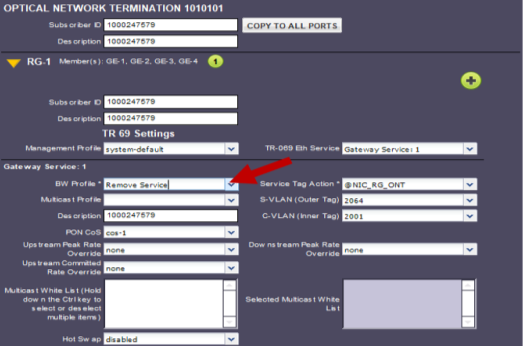 OPTICAL NETWORK TERMINATION 1010101
Subscriber ID 1000247579 COPY TO ALL PORTS
Description 1000247579
RG-1 Member(s): GE-1, GE-2, GE-3, GE-4 1
Subscriber ID 1000247579
Description 1000247579
TR 69 Settings
Management Profile system-default TR-069 Eth Service Gateway Service: 1
Gateway Service: 1
BW Profile * Remove Service Service Tag Action * @NIC_RG_ONT
Multicast Profile S-VLAN (Outer Tag) 2064
Description 1000247579 C-VLAN (Inner Tag) 2001
PON CoS cos-1
Upstream Peak Rate Override none Downstream Peak Rate Override none
Upstream Committed Rate Override none
Multicast White List (Hold down the Ctrl key to select or deselect multiple items) Selected Multicast White List
Hot Swap disabled